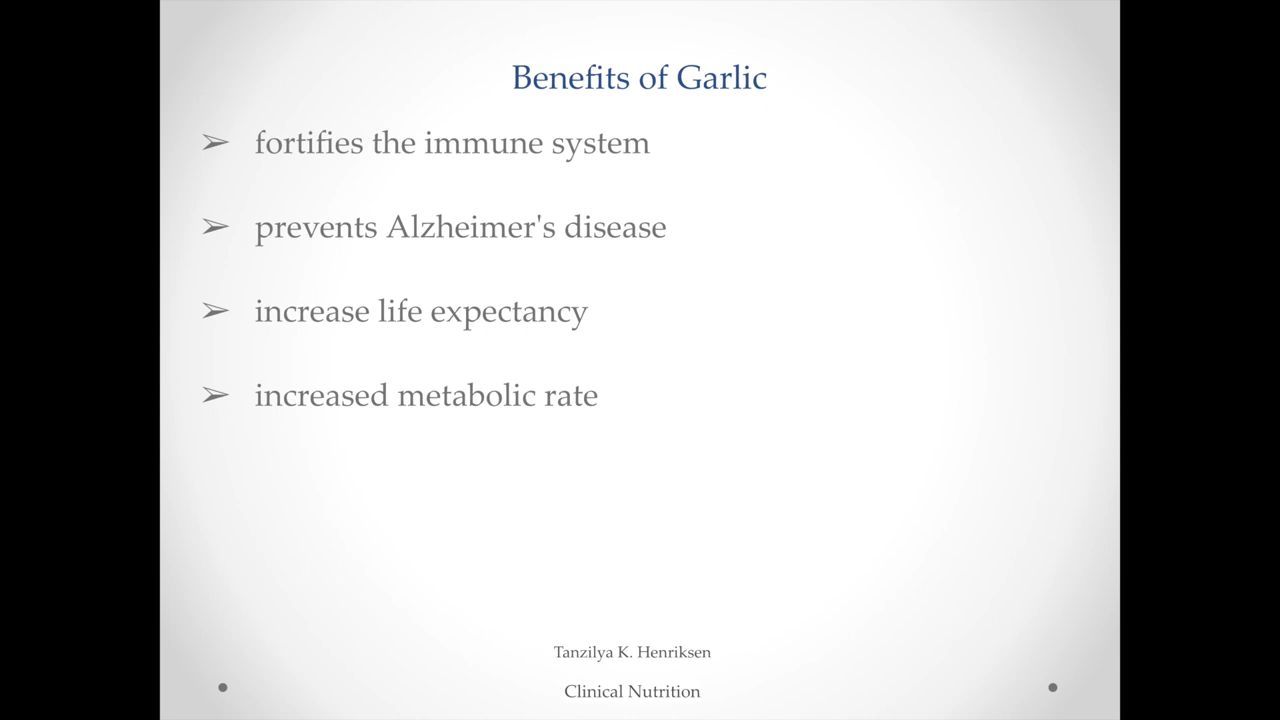 Benefits of Garlic
➢ fortifies the immune system
➢ prevents Alzheimer's disease
➢ increase life expectancy
➢ increased metabolic rate
Tanzilya K. Henriksen
Clinical Nutrition